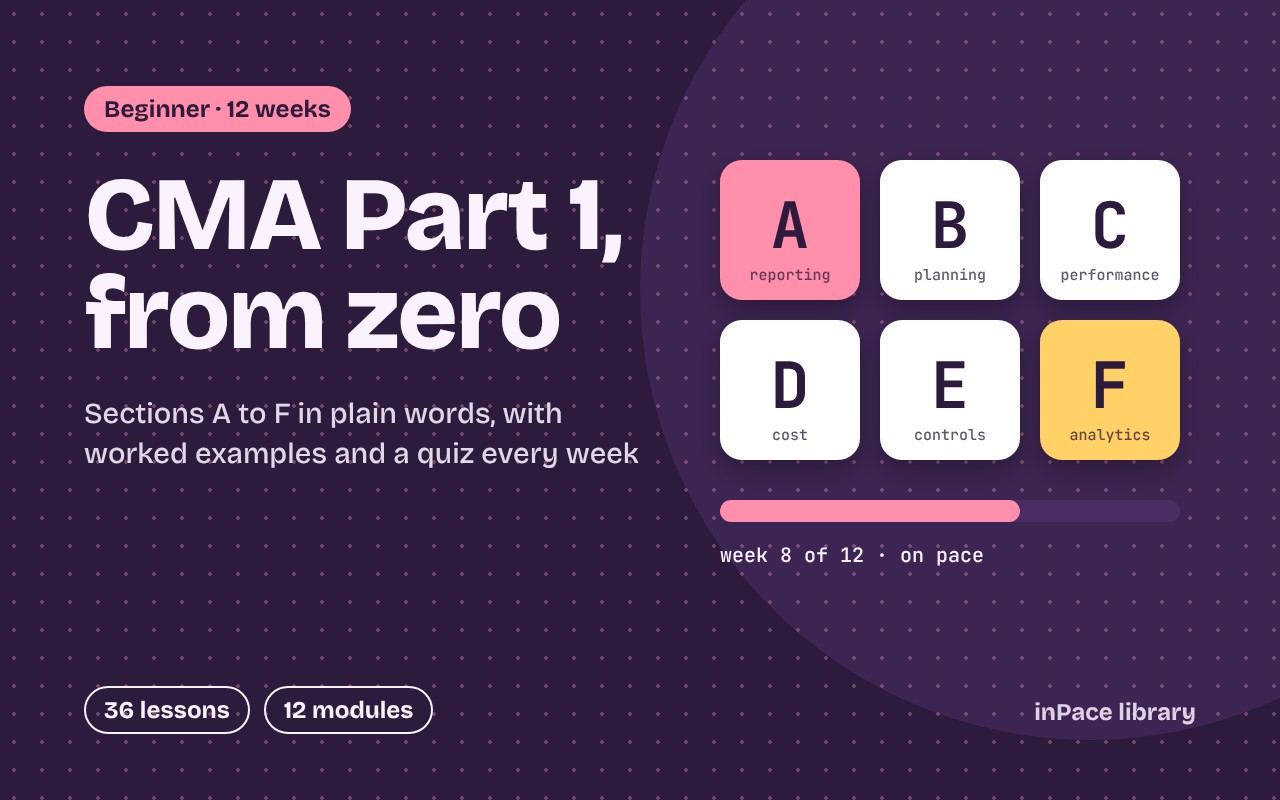 Beginner · 12 weeks
CMA Part 1,
from zero
Sections A to F in plain words, with
worked examples and a quiz every week
A
reporting
B
planning
C
performance
D
cost
E
controls
F
analytics
week 8 of 12 · on pace
36 lessons
12 modules
inPace library